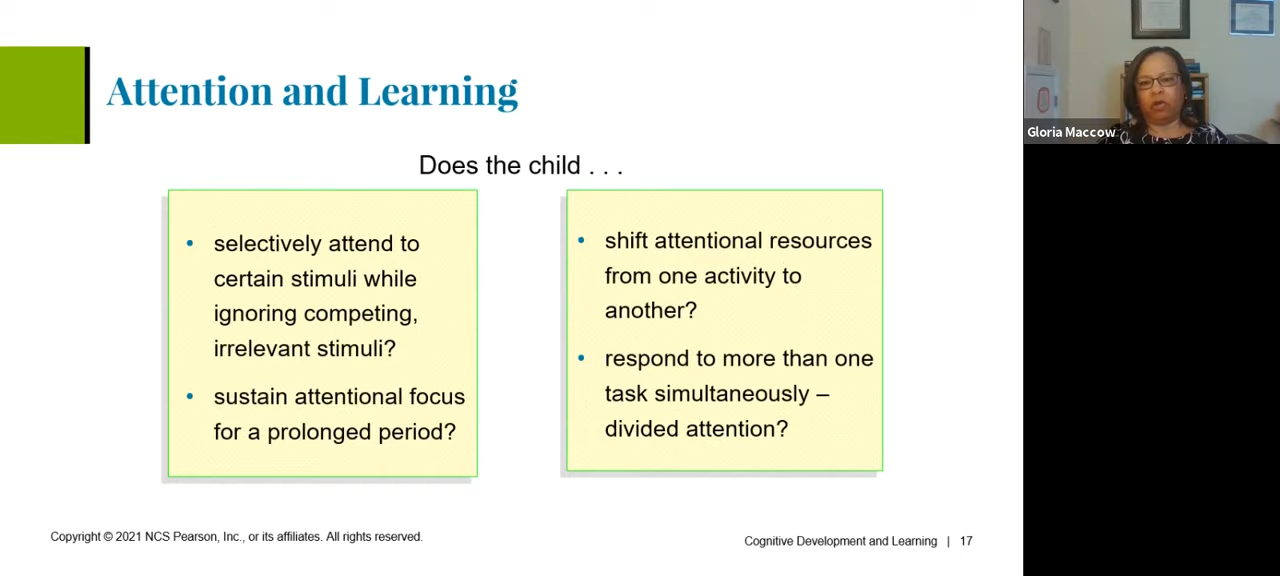 Attention and Learning
Does the child . . .
• selectively attend to
certain stimuli while
ignoring competing,
irrelevant stimuli?
• sustain attentional focus
for a prolonged period?
• shift attentional resources
from one activity to
another?
• respond to more than one
task simultaneously –
divided attention?
Copyright © 2021 NCS Pearson, Inc., or its affiliates. All rights reserved.
Cognitive Development and Learning | 17
Gloria Maccow